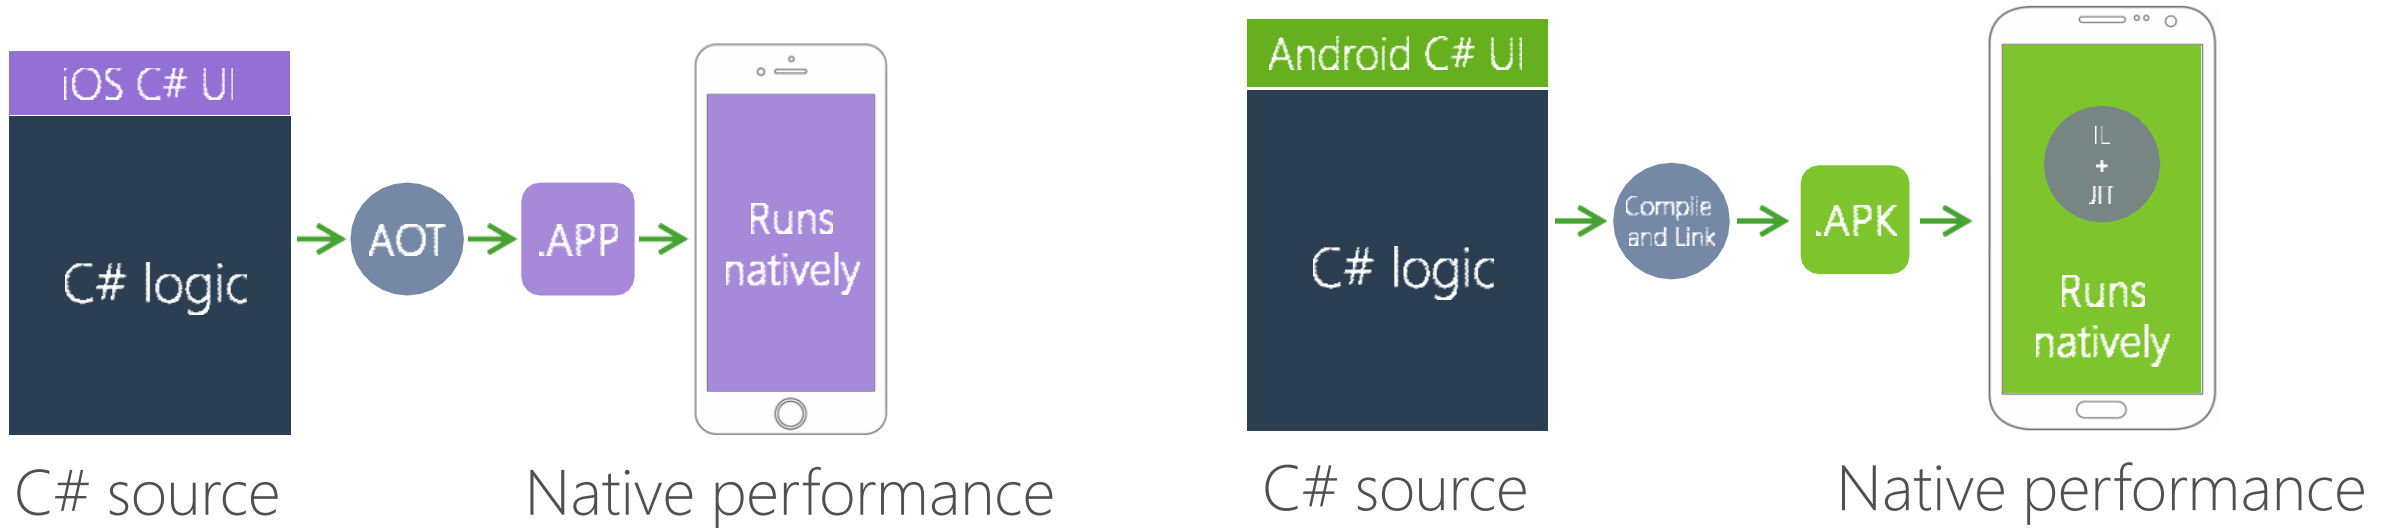 iOS C# UI
C# logic
AOT
.APP
Runs
natively
C# source
Native performance
Android C# UI
C# logic
Compile
and Link
.APK
IL
+
JIT
Runs
natively
C# source
Native performance